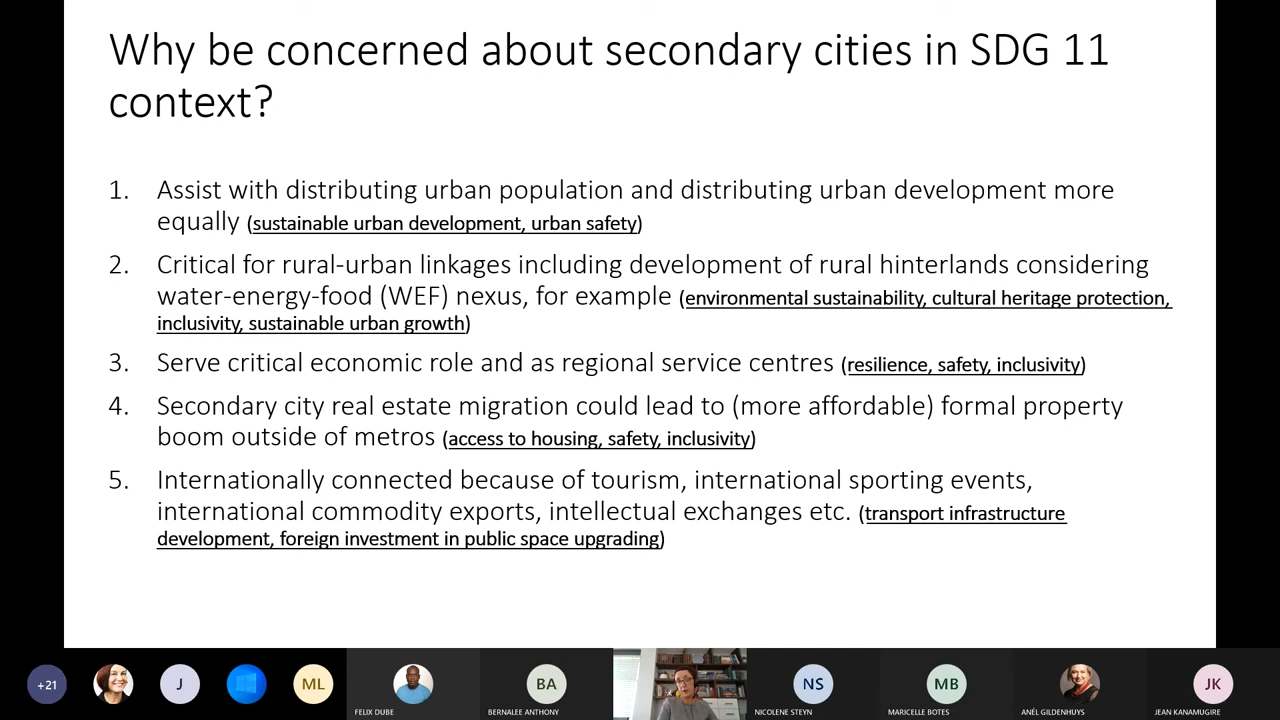 Why be concerned about secondary cities in SDG 11
context?
1. Assist with distributing urban population and distributing urban development more
equally (sustainable urban development, urban safety)
2. Critical for rural-urban linkages including development of rural hinterlands considering
water-energy-food (WEF) nexus, for example (environmental sustainability, cultural heritage protection,
inclusivity, sustainable urban growth)
3. Serve critical economic role and as regional service centres (resilience, safety, inclusivity)
4. Secondary city real estate migration could lead to (more affordable) formal property
boom outside of metros (access to housing, safety, inclusivity)
5. Internationally connected because of tourism, international sporting events,
international commodity exports, intellectual exchanges etc. (transport infrastructure
development, foreign investment in public space upgrading)
+21 J ML BA NS MB JK
FELIX DUBE BERNALEE ANTHONY NICOLENE STEYN MARICELLE BOTES ANÉL GILDENHUYS JEAN KANAMUGIRE